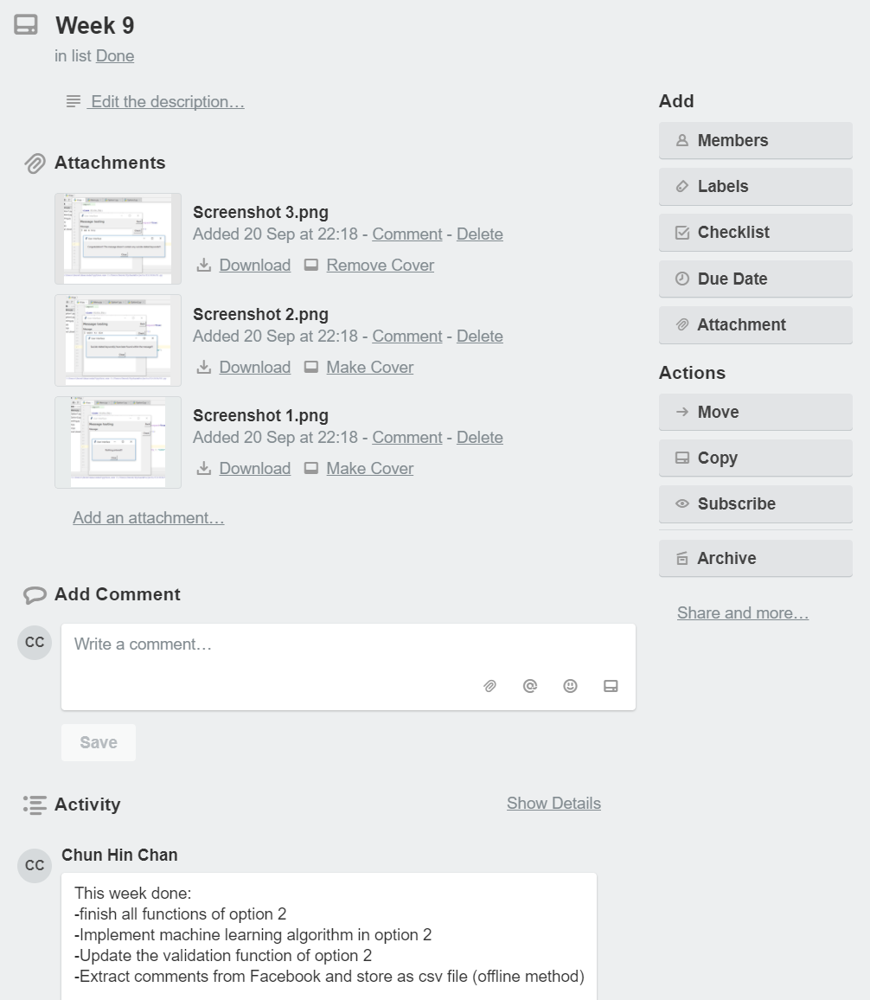 Week 9
in list Done
Edit the description…
Attachments
Screenshot 3.png
Added 20 Sep at 22:18 - Comment - Delete
Download Remove Cover
Screenshot 2.png
Added 20 Sep at 22:18 - Comment - Delete
Download Make Cover
Screenshot 1.png
Added 20 Sep at 22:18 - Comment - Delete
Download Make Cover
Add an attachment…
Add Comment
CC
Write a comment…
Save
Activity
Show Details
CC
Chun Hin Chan
This week done:
-finish all functions of option 2
-Implement machine learning algorithm in option 2
-Update the validation function of option 2
-Extract comments from Facebook and store as csv file (offline method)
Add
Members
Labels
Checklist
Due Date
Attachment
Actions
Move
Copy
Subscribe
Archive
Share and more…